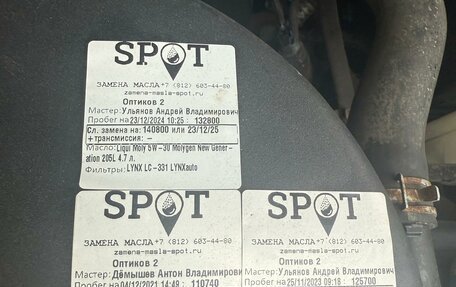 SPOT
ЗАМЕНА МАСЛА+7 (812) 603-44-80
zamena-masla-spot.ru
Оптиков 2
Мастер: Ульянов Андрей Владимирович
Пробег на 23/12/2024 10:25 : 132800
Сл. замена на: 140800 или 23/12/25
+трансмиссия: -
Масло: Liqui Moly 5W-30 Molygen New Gener-
ation 205L 4.7 л.
Фильтры: LYNX LC-331 LYNXauto
SPOT
ЗАМЕНА МАСЛА+7 (812) 603-44-80
zamena-masla-spot.ru
Оптиков 2
Мастер: Дёмышев Антон Владимирови
Пробег на 04/12/2021 14:48 : 110740
SPOT
ЗАМЕНА МАСЛА+7 (812) 603-44-80
zamena-masla-spot.ru
Оптиков 2
Мастер: Ульянов Андрей Владимирович
Пробег на 25/11/2023 09:18 : 125700